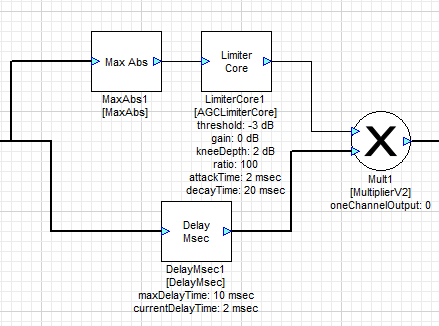 Max Abs
MaxAbs1
[MaxAbs]
Limiter
Core
LimiterCore1
[AGCLimiterCore]
threshold: -3 dB
gain: 0 dB
kneeDepth: 2 dB
ratio: 100
attackTime: 2 msec
decayTime: 20 msec
X
Mult1
[MultiplierV2]
oneChannelOutput: 0
Delay
Msec
DelayMsec1
[DelayMsec]
maxDelayTime: 10 msec
currentDelayTime: 2 msec